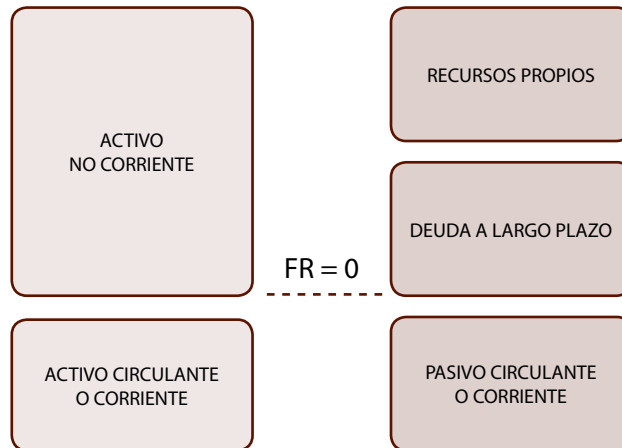 ACTIVO
NO CORRIENTE
RECURSOS PROPIOS
DEUDA A LARGO PLAZO
FR = 0
ACTIVO CIRCULANTE
O CORRIENTE
PASIVO CIRCULANTE
O CORRIENTE